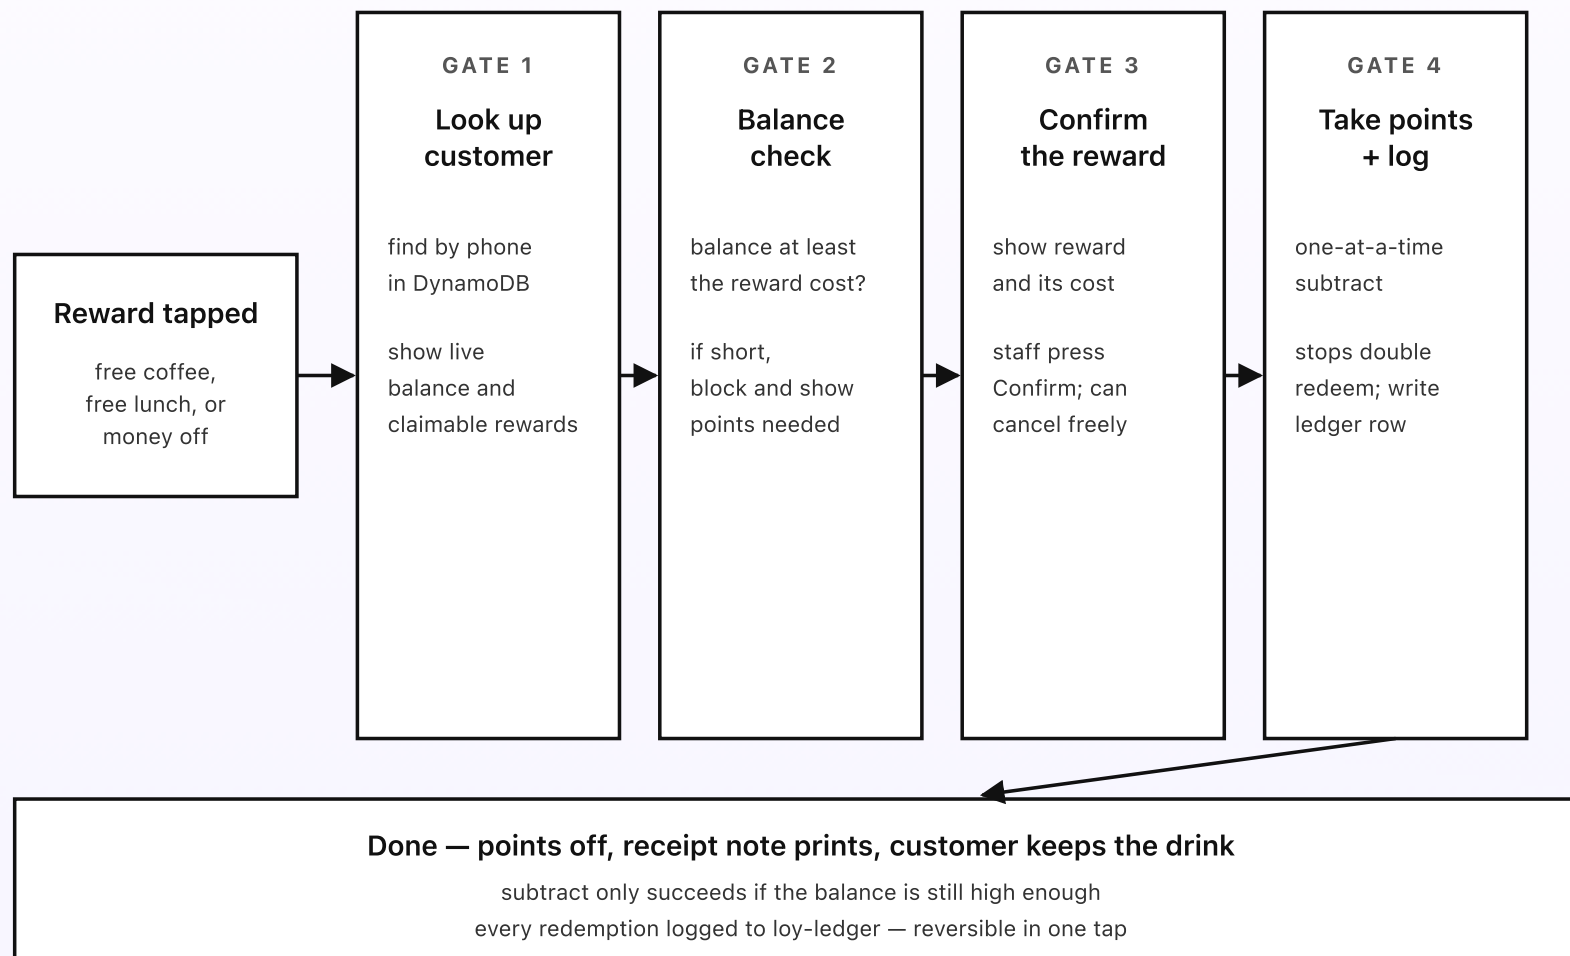 Reward tapped
free coffee,
free lunch, or
money off
GATE 1
Look up
customer
find by phone
in DynamoDB
show live
balance and
claimable rewards
GATE 2
Balance
check
balance at least
the reward cost?
if short,
block and show
points needed
GATE 3
Confirm
the reward
show reward
and its cost
staff press
Confirm; can
cancel freely
GATE 4
Take points
+ log
one-at-a-time
subtract
stops double
redeem; write
ledger row
Done — points off, receipt note prints, customer keeps the drink
subtract only succeeds if the balance is still high enough
every redemption logged to loy-ledger — reversible in one tap